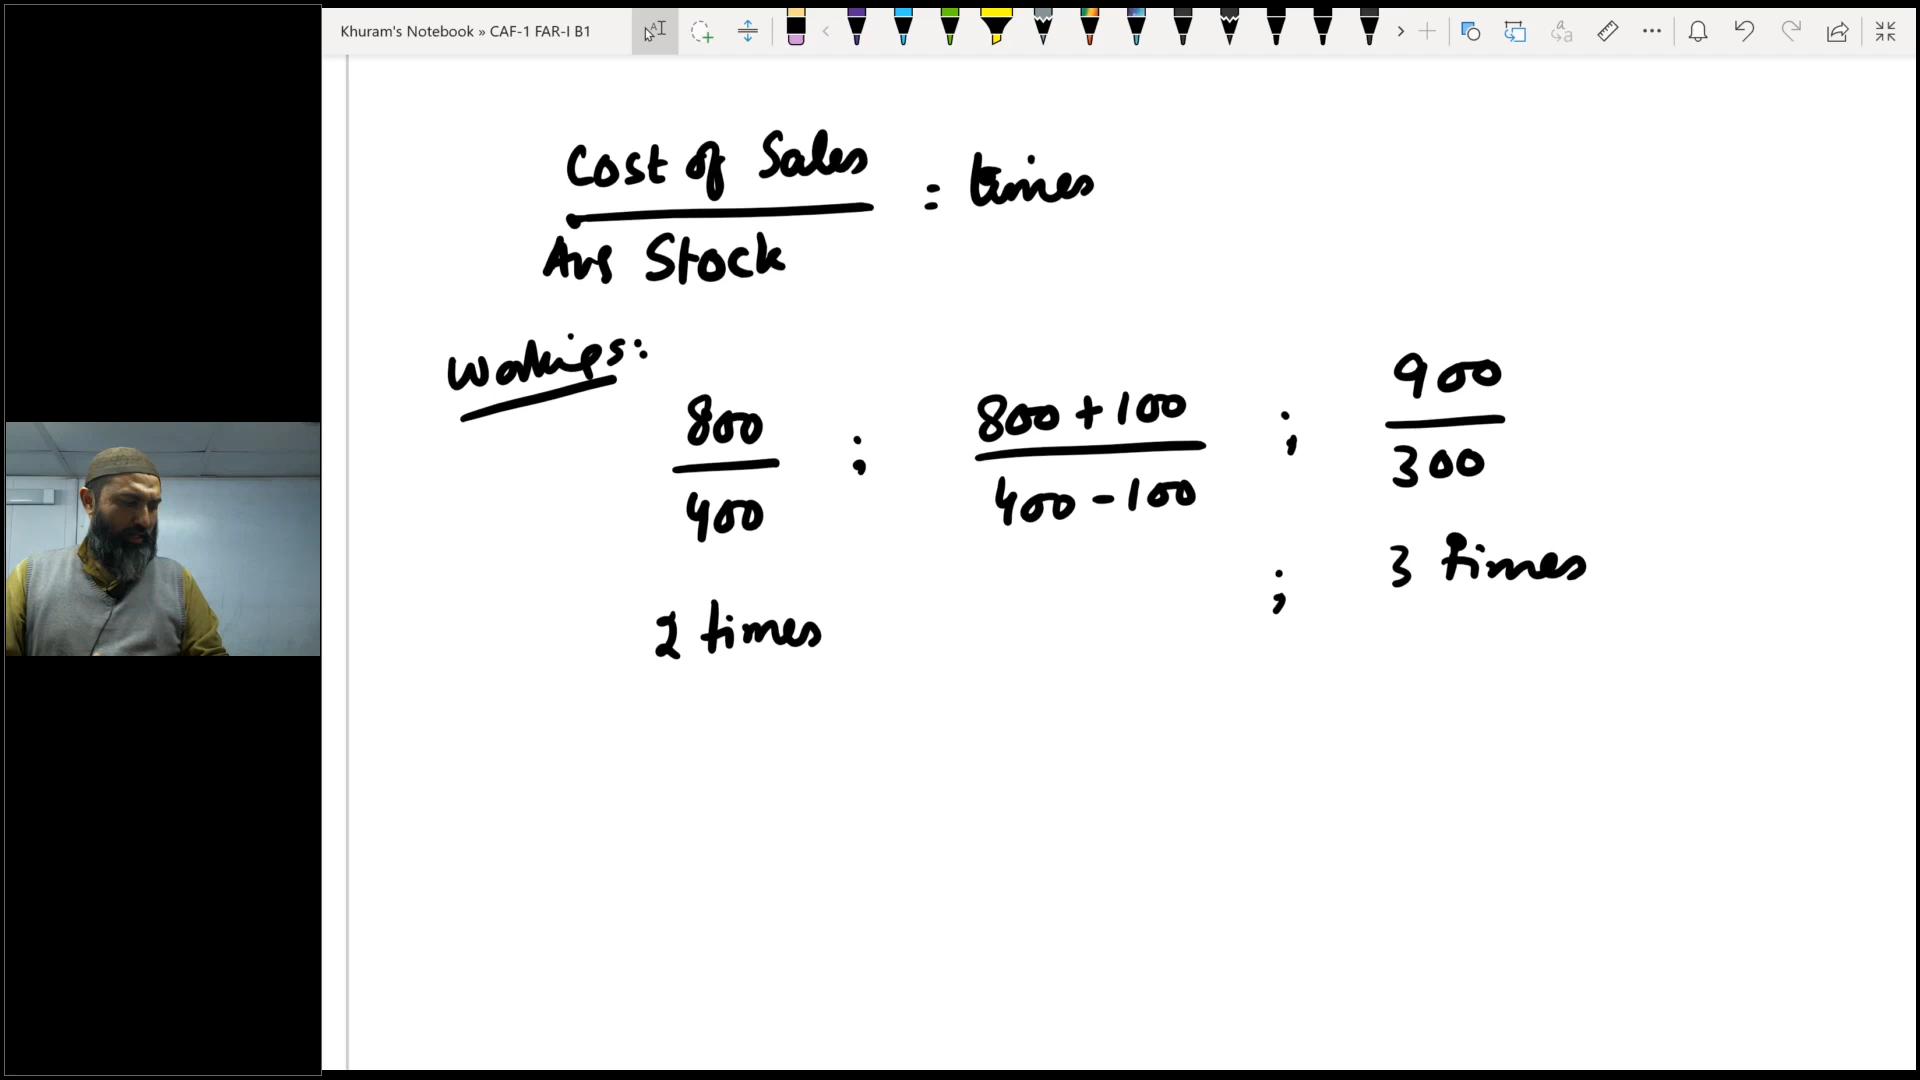 Khuram's Notebook » CAF-1 FAR-I B1
Cost of Sales
Avg Stock
= times
Workings:
800
400
;
800 + 100
400 - 100
;
900
300
2 times
;
3 times